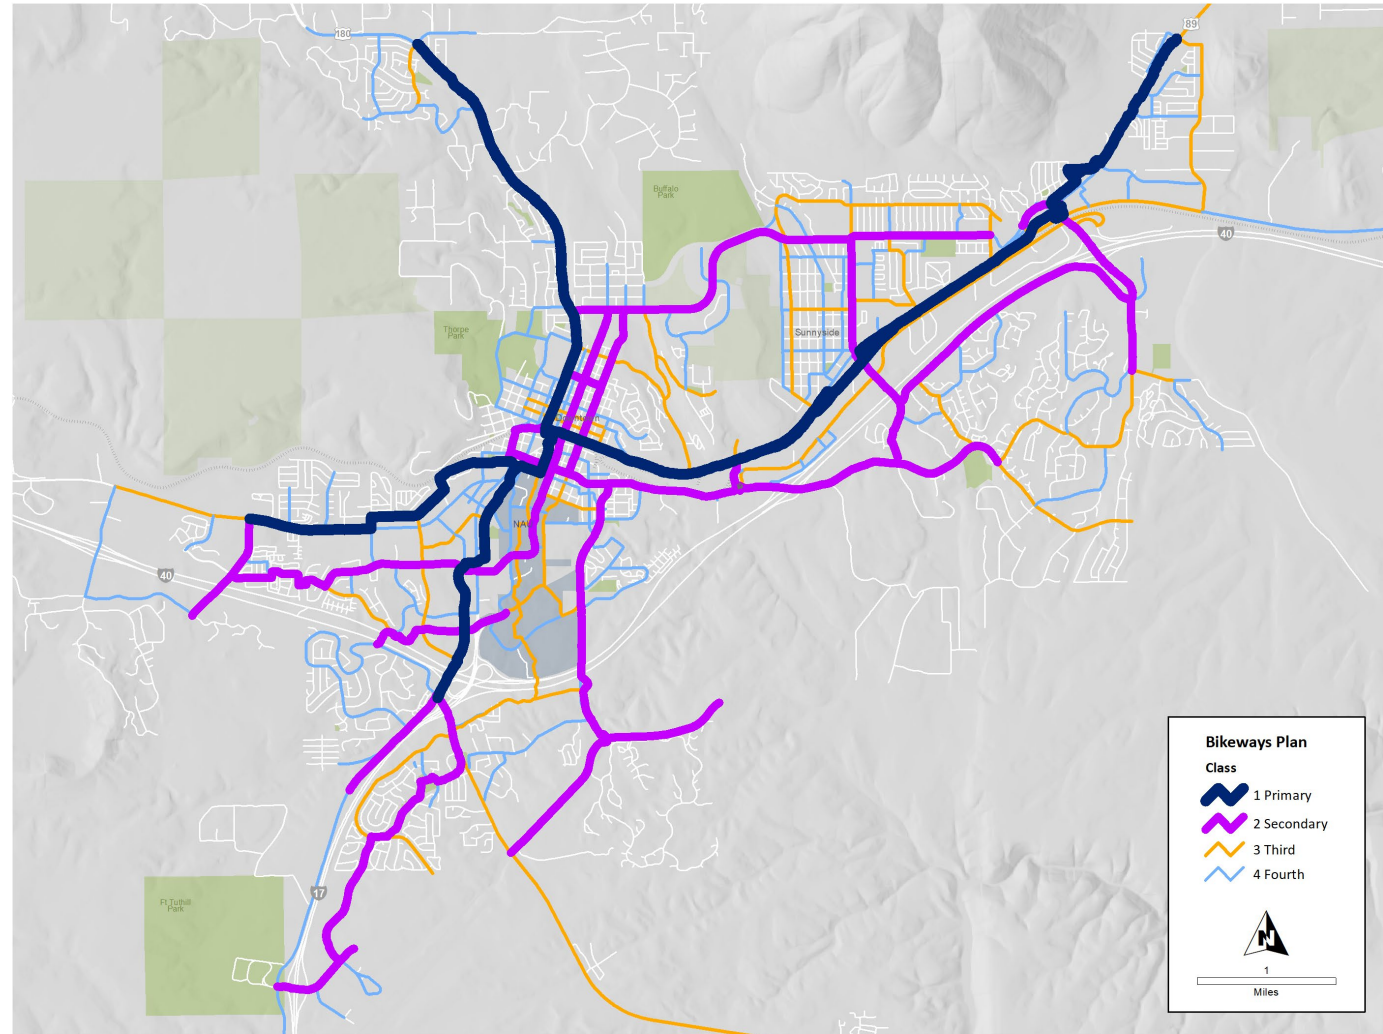 180
89
Buffalo
Park
40
Thorpe
Park
Sunnyside
Downtown
NAU
40
Ft Tuthill
Park
17
Bikeways Plan
Class
1 Primary
2 Secondary
3 Third
4 Fourth
N
1
Miles